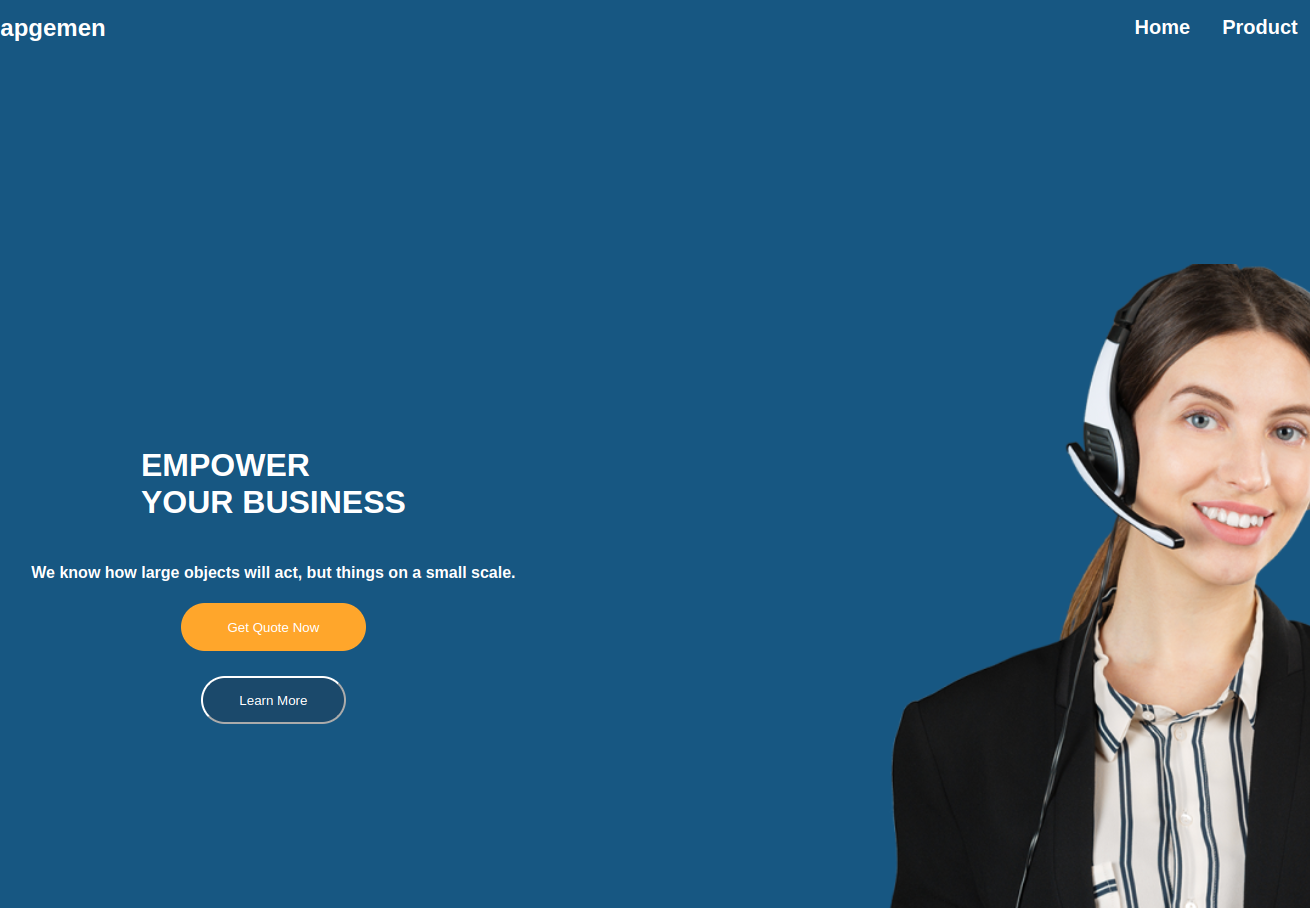 apgemen
Home Product
EMPOWER
YOUR BUSINESS
We know how large objects will act, but things on a small scale.
Get Quote Now
Learn More